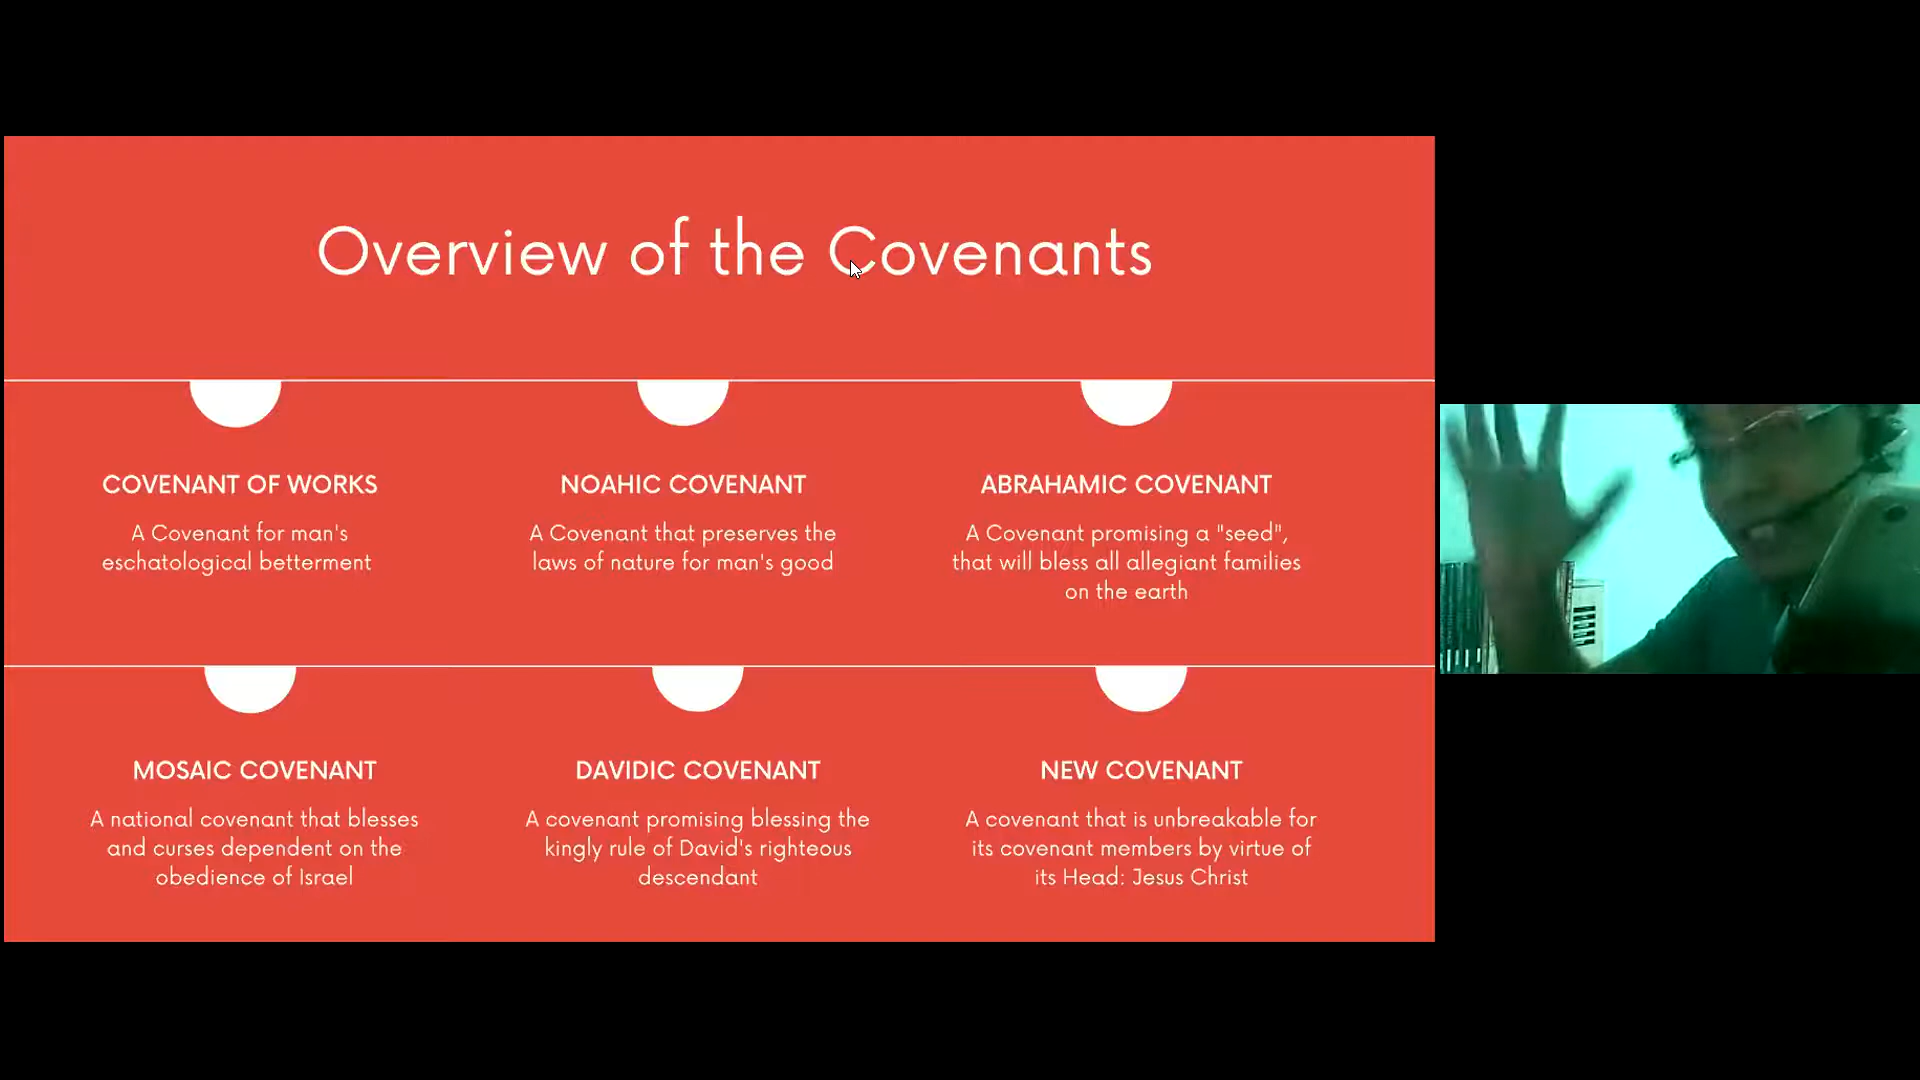 Overview of the Covenants
COVENANT OF WORKS
A Covenant for man's
eschatological betterment
NOAHIC COVENANT
A Covenant that preserves the
laws of nature for man's good
ABRAHAMIC COVENANT
A Covenant promising a "seed",
that will bless all allegiant families
on the earth
MOSAIC COVENANT
A national covenant that blesses
and curses dependent on the
obedience of Israel
DAVIDIC COVENANT
A covenant promising blessing the
kingly rule of David's righteous
descendant
NEW COVENANT
A covenant that is unbreakable for
its covenant members by virtue of
its Head: Jesus Christ